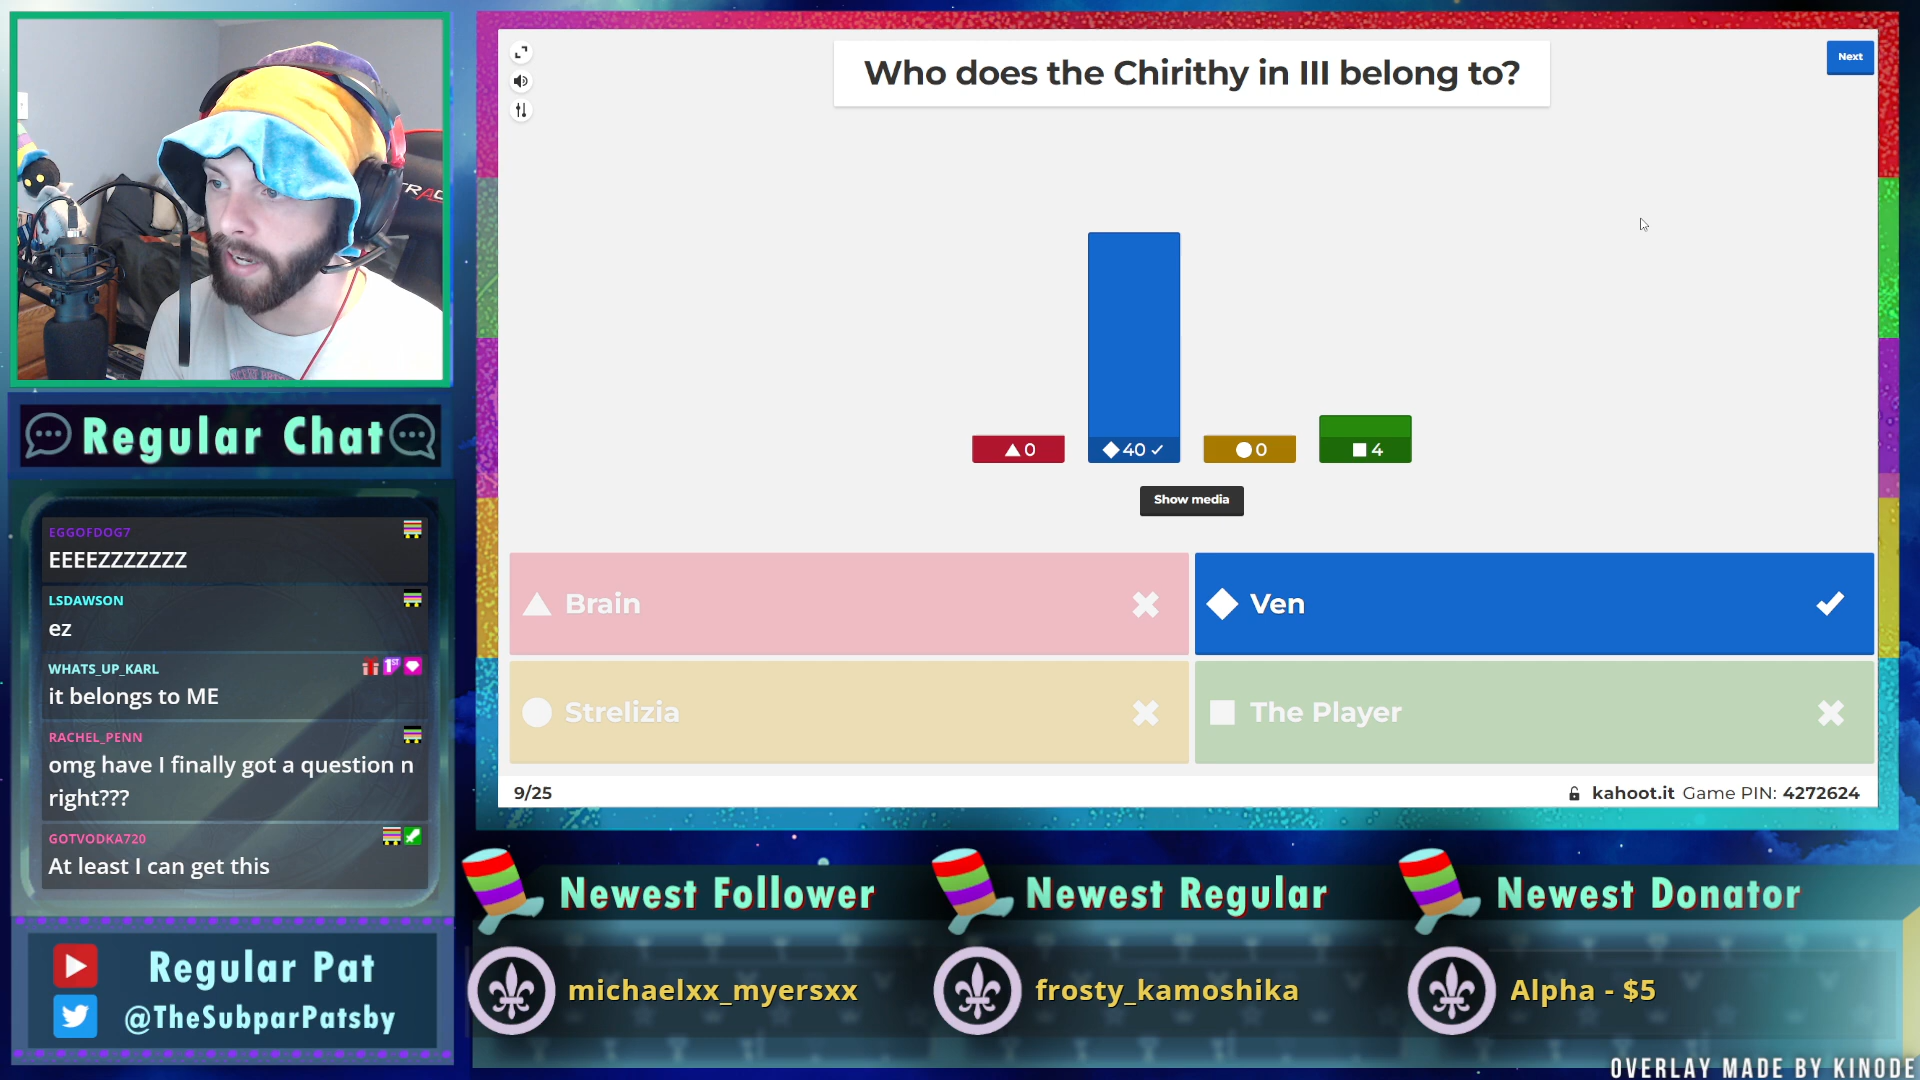 Who does the Chirithy in III belong to?
Next
0
40
0
4
Show media
Brain
Ven
Strelizia
The Player
9/25
kahoot.it Game PIN: 4272624
Regular Chat
EGGOFDOG7
EEEEZZZZZZZ
LSDAWSON
ez
WHATS_UP_KARL
1ST
it belongs to ME
RACHEL_PENN
omg have I finally got a question n
right???
GOTVODKA720
At least I can get this
Regular Pat
@TheSubparPatsby
Newest Follower
michaelxx_myersxx
Newest Regular
frosty_kamoshika
Newest Donator
Alpha - $5
OVERLAY MADE BY KINODE